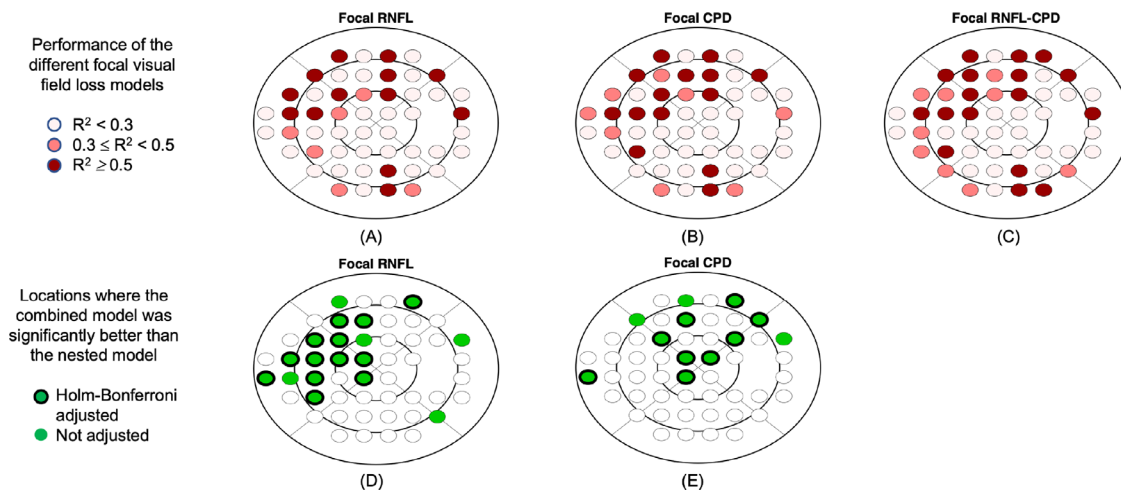 Focal RNFL
Focal CPD
Focal RNFL-CPD
Performance of the
different focal visual
field loss models
R² < 0.3
0.3 ≤ R² < 0.5
R² ≥ 0.5
(A)
(B)
(C)
Focal RNFL
Focal CPD
Locations where the
combined model was
significantly better than
the nested model
Holm-Bonferroni
adjusted
Not adjusted
(D)
(E)